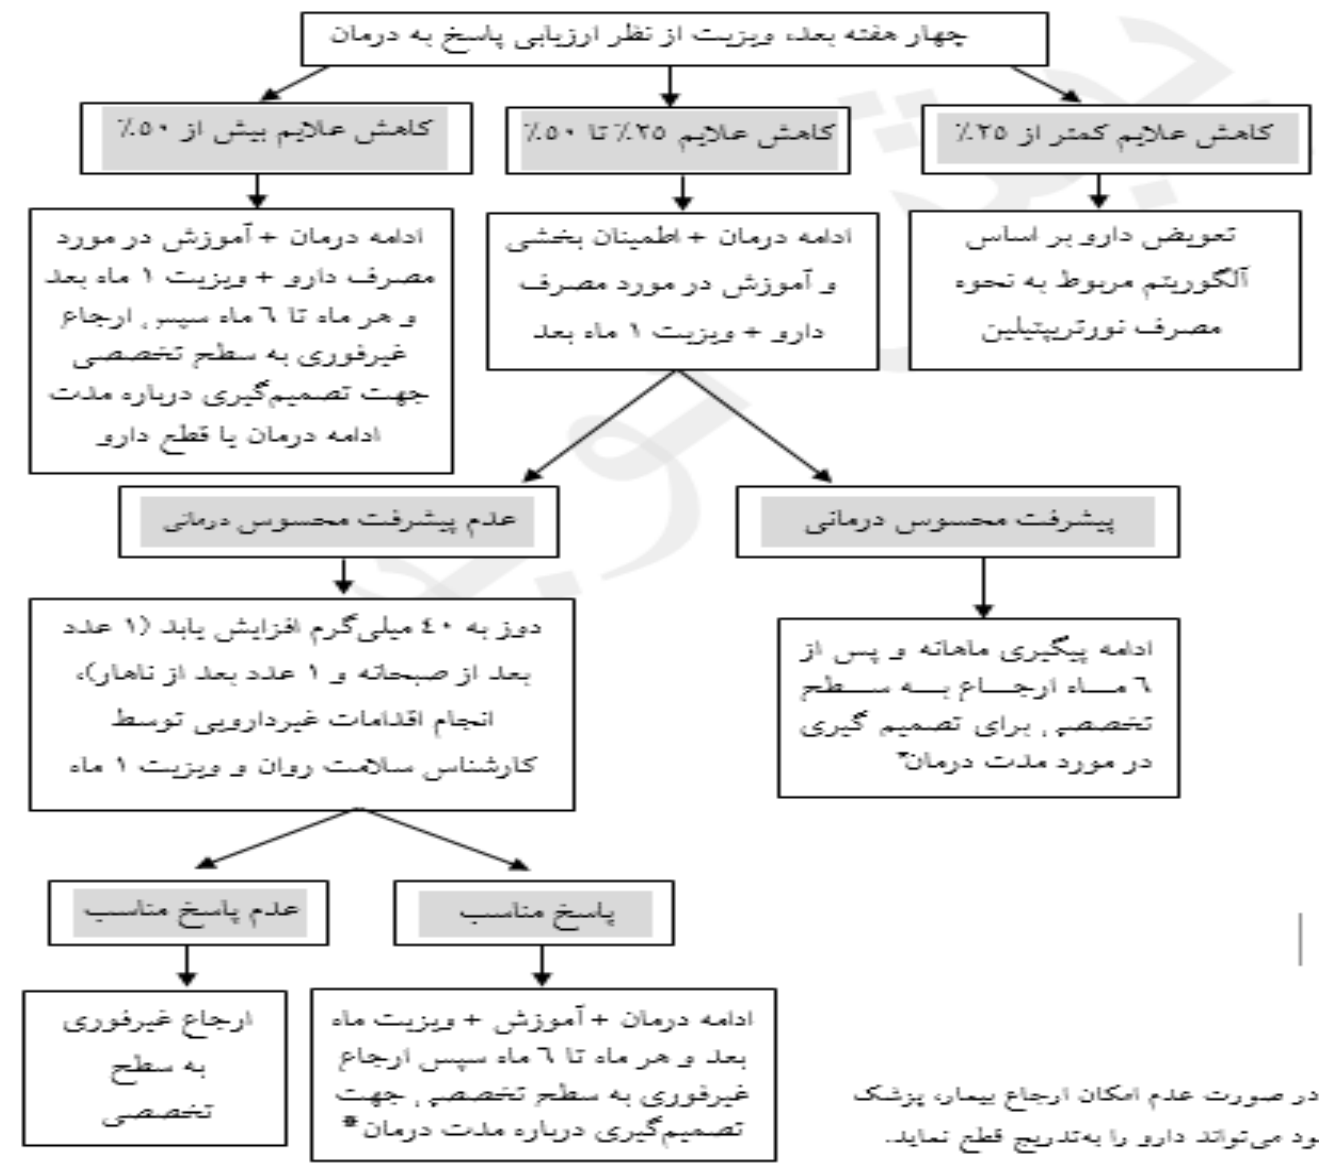 چهار هفته بعد، ویزیت از نظر ارزیابی پاسخ به درمان
کاهش علایم کمتر از ۲۵٪
کاهش علایم ۲۵٪ تا ۵۰٪
کاهش علایم بیش از ۵۰٪
تعویض دارو بر اساس
آلگوریتم مربوط به نحوه
مصرف نورتریپتیلین
ادامه درمان + اطمینان بخشی
و آموزش در مورد مصرف
دارو + ویزیت ۱ ماه بعد
ادامه درمان + آموزش در مورد
مصرف دارو + ویزیت ۱ ماه بعد
و هر ماه تا ٦ ماه سپس ارجاع
غیرفوری به سطح تخصصی
جهت تصمیم‌گیری درباره مدت
ادامه درمان یا قطع دارو
پیشرفت محسوس درمانی
عدم پیشرفت محسوس درمانی
ادامه پیگیری ماهانه و پس از
٦ مـــاه ارجـــاع بـــه ســـطح
تخصصی برای تصمیم گیری
در مورد مدت درمان*
دوز به ٤۰ میلی‌گرم افزایش یابد (۱ عدد
بعد از صبحانه و ۱ عدد بعد از ناهار)،
انجام اقدامات غیردارویی توسط
کارشناس سلامت روان و ویزیت ۱ ماه
پاسخ مناسب
عدم پاسخ مناسب
ادامه درمان + آموزش + ویزیت ماه
بعد و هر ماه تا ٦ ماه سپس ارجاع
غیرفوری به سطح تخصصی جهت
تصمیم‌گیری درباره مدت درمان*
ارجاع غیرفوری
به سطح
تخصصی
در صورت عدم امکان ارجاع بیمار، پزشک
می‌تواند دارو را به‌تدریج قطع نماید.